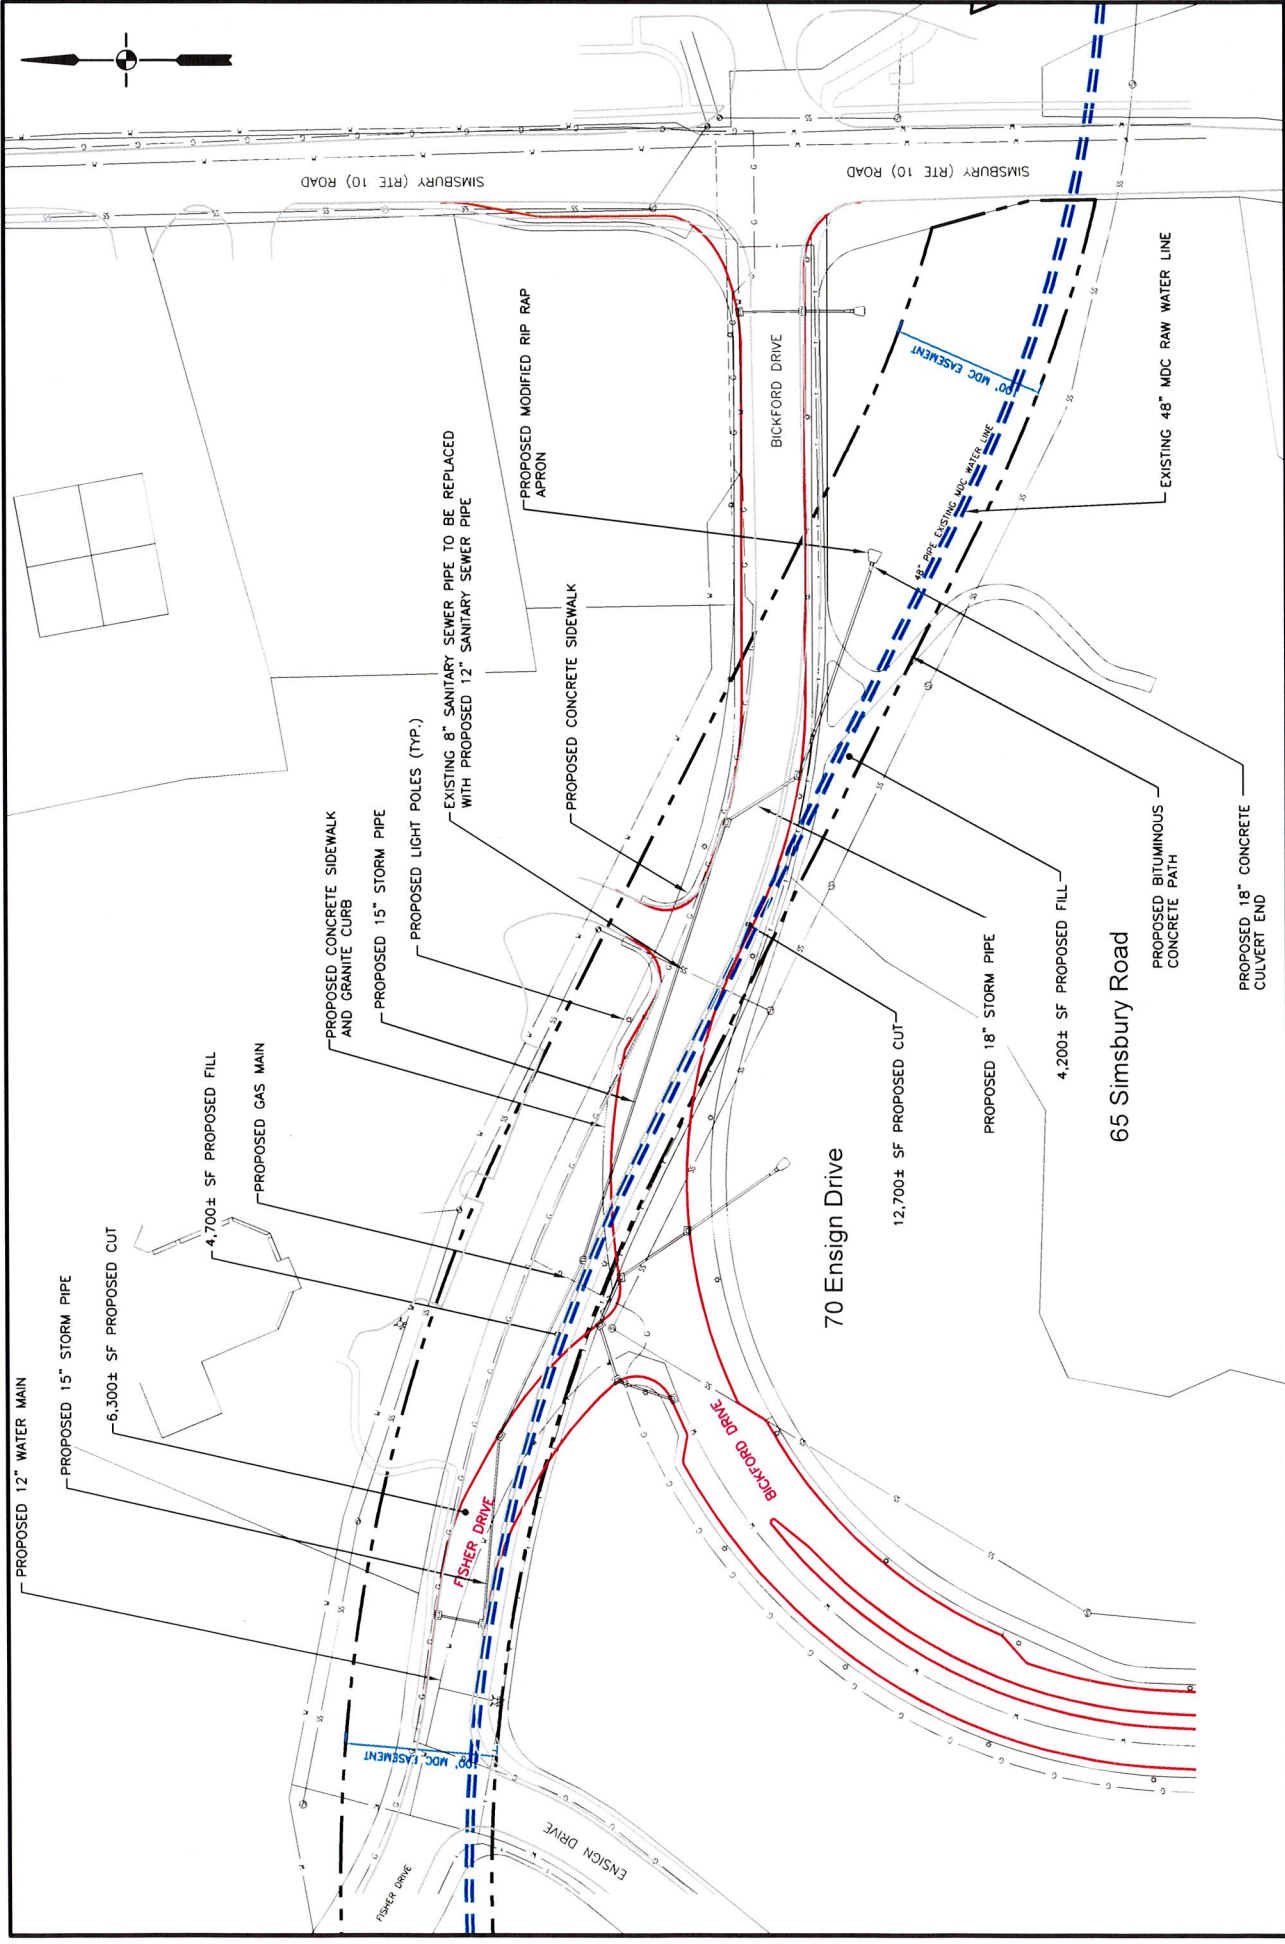 PROPOSED 12" WATER MAIN
PROPOSED 15" STORM PIPE
6,300± SF PROPOSED CUT
4,700± SF PROPOSED FILL
PROPOSED GAS MAIN
PROPOSED CONCRETE SIDEWALK
AND GRANITE CURB
PROPOSED 15" STORM PIPE
PROPOSED LIGHT POLES (TYP.)
EXISTING 8" SANITARY SEWER PIPE TO BE REPLACED
WITH PROPOSED 12" SANITARY SEWER PIPE
PROPOSED CONCRETE SIDEWALK
PROPOSED MODIFIED RIP RAP
APRON
SIMSBURY (RTE 10) ROAD
SIMSBURY (RTE 10) ROAD
BICKFORD DRIVE
100' MDC EASEMENT
48" PIPE EXISTING MDC WATER LINE
EXISTING 48" MDC RAW WATER LINE
FISHER DRIVE
BICKFORD DRIVE
100' MDC EASEMENT
FISHER DRIVE
ENSIGN DRIVE
70 Ensign Drive
12,700± SF PROPOSED CUT
PROPOSED 18" STORM PIPE
4,200± SF PROPOSED FILL
65 Simsbury Road
PROPOSED BITUMINOUS
CONCRETE PATH
PROPOSED 18" CONCRETE
CULVERT END